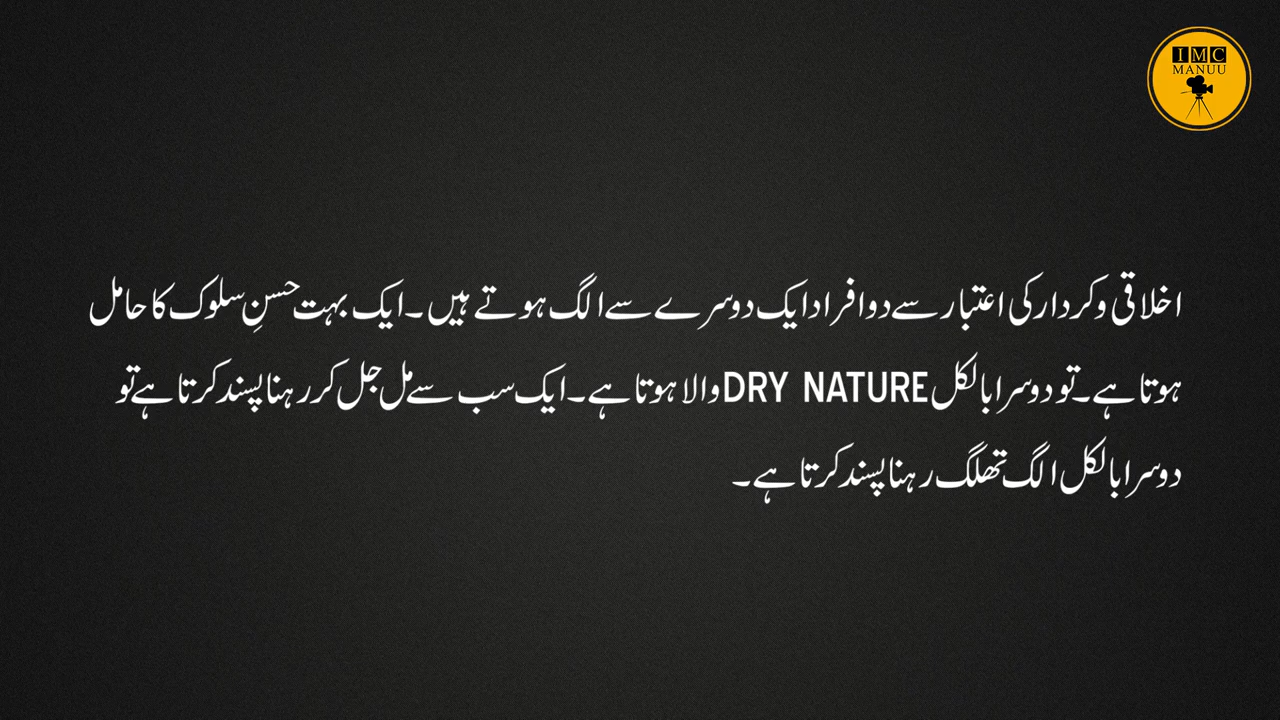 IMC
MANUU
اخلاقی وکردارکی اعتبار سے دو افراد ایک دوسرے سے الگ ہوتے ہیں۔ ایک بہت حسنِ سلوک کا حامل
ہوتا ہے۔ تو دوسرا بالکل DRY NATURE والا ہوتا ہے۔ ایک سب سے مل جل کر رہنا پسند کرتا ہے تو
دوسرا بالکل الگ تھلگ رہنا پسند کرتا ہے۔